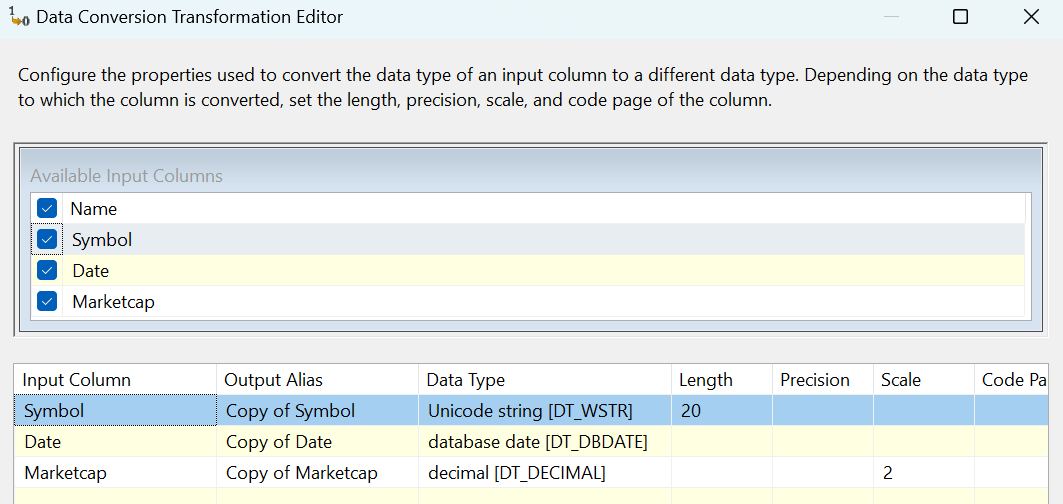 Data Conversion Transformation Editor
Configure the properties used to convert the data type of an input column to a different data type. Depending on the data type
to which the column is converted, set the length, precision, scale, and code page of the column.
Available Input Columns
Name
Symbol
Date
Marketcap
Input Column Output Alias Data Type Length Precision Scale Code Pa
Symbol Copy of Symbol Unicode string [DT_WSTR] 20
Date Copy of Date database date [DT_DBDATE]
Marketcap Copy of Marketcap decimal [DT_DECIMAL] 2